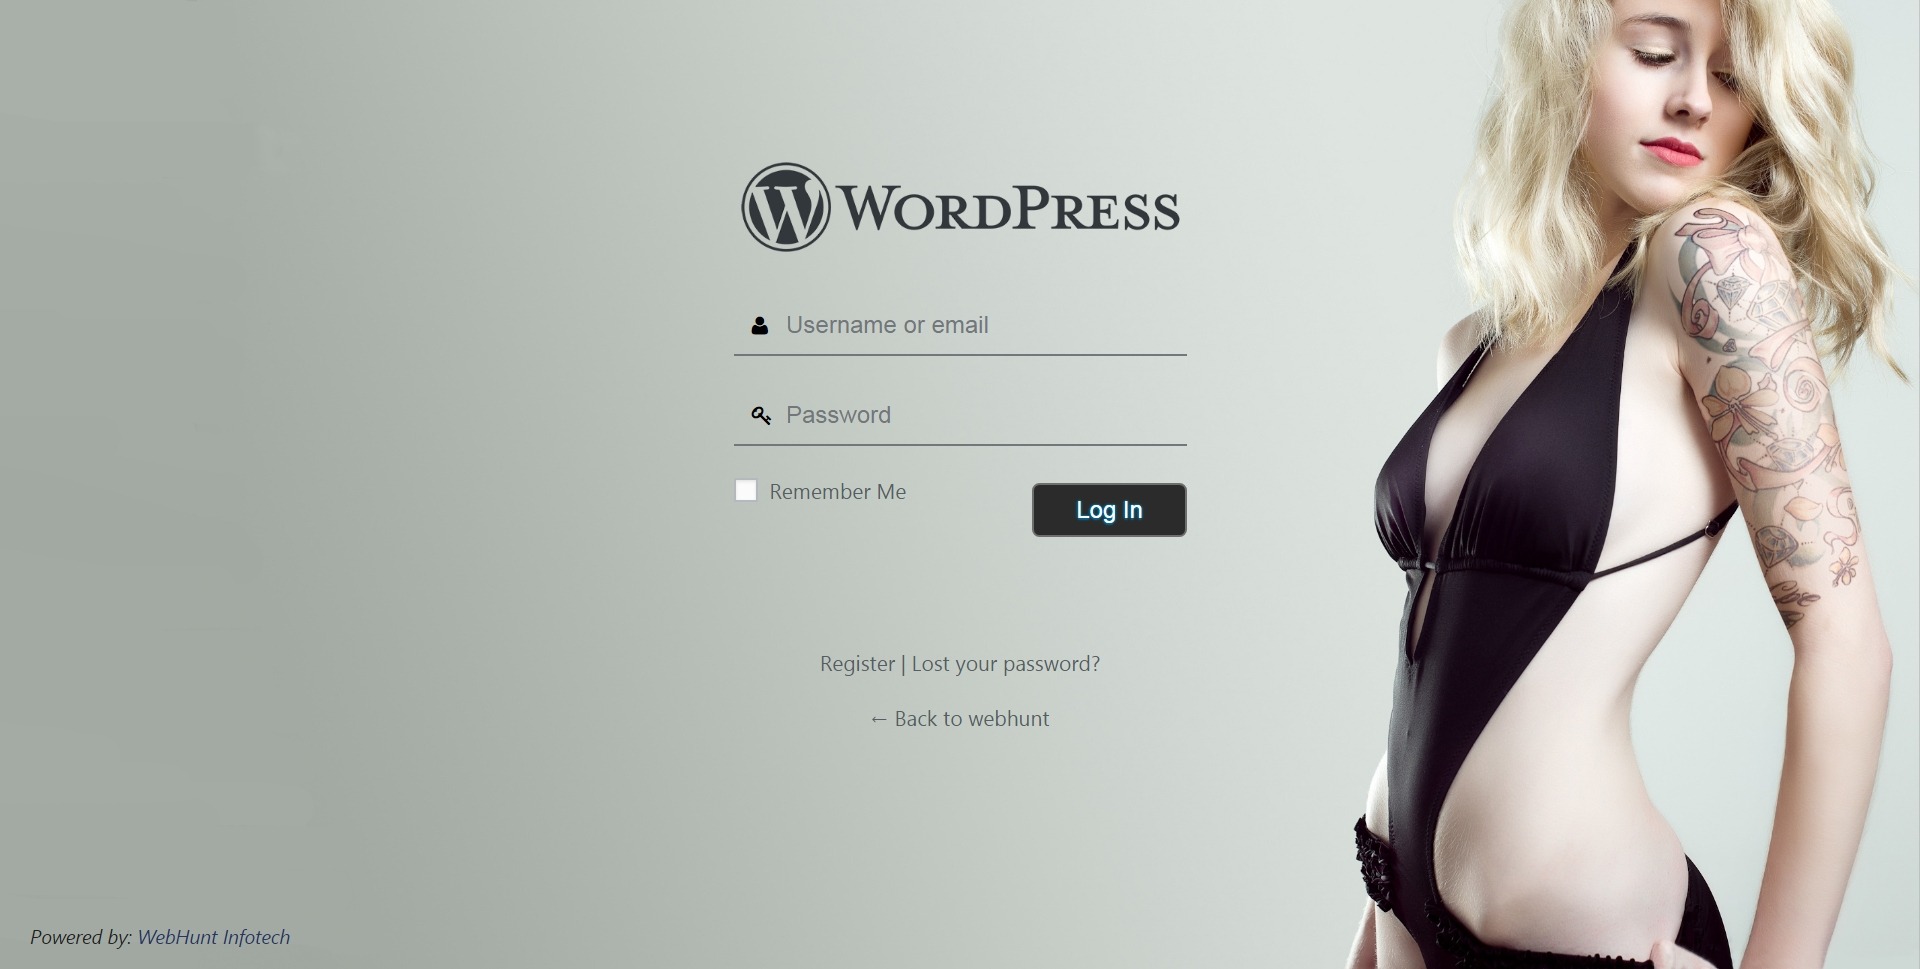 WORDPRESS
Username or email
Password
Remember Me
Log In
Register | Lost your password?
← Back to webhunt
Powered by: WebHunt Infotech